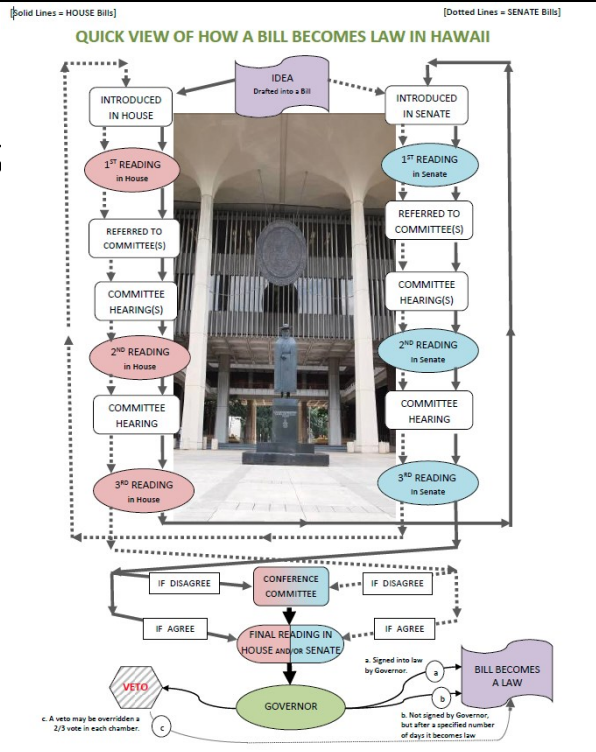 [Solid Lines = HOUSE Bills]
[Dotted Lines = SENATE Bills]
QUICK VIEW OF HOW A BILL BECOMES LAW IN HAWAII
IDEA
Drafted into a Bill
INTRODUCED
IN HOUSE
INTRODUCED
IN SENATE
1ST READING
in House
1ST READING
in Senate
REFERRED TO
COMMITTEE(S)
REFERRED TO
COMMITTEE(S)
COMMITTEE
HEARING(S)
COMMITTEE
HEARING(S)
2ND READING
in House
2ND READING
in Senate
COMMITTEE
HEARING
COMMITTEE
HEARING
3RD READING
in House
3RD READING
in Senate
IF DISAGREE
CONFERENCE
COMMITTEE
IF DISAGREE
IF AGREE
FINAL READING IN
HOUSE AND/OR SENATE
IF AGREE
a. Signed into law
by Governor.
a
BILL BECOMES
A LAW
VETO
GOVERNOR
b
c. A veto may be overridden a
2/3 vote in each chamber.
c
b. Not signed by Governor,
but after a specified number
of days it becomes law